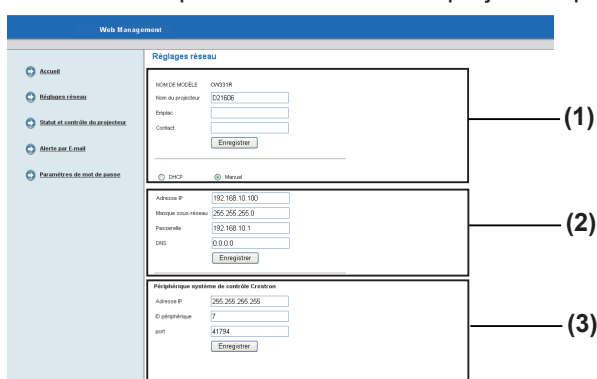 Web Management
Réglages réseau
Accueil
Réglages réseau
Statut et contrôle du projecteur
Alerte par E-mail
Paramètres de mot de passe
NOM DE MODÈLE OW331R
Nom du projecteur D21606
Emplac
Contact
Enregistrer
DHCP Manuel
(1)
Adresse IP 192.168.10.100
Masque sous-réseau 255.255.255.0
Passerelle 192.168.10.1
DNS 0.0.0.0
Enregistrer
(2)
Périphérique système de contrôle Crestron
Adresse IP 255.255.255.255
ID périphérique 7
port 41794
Enregistrer
(3)